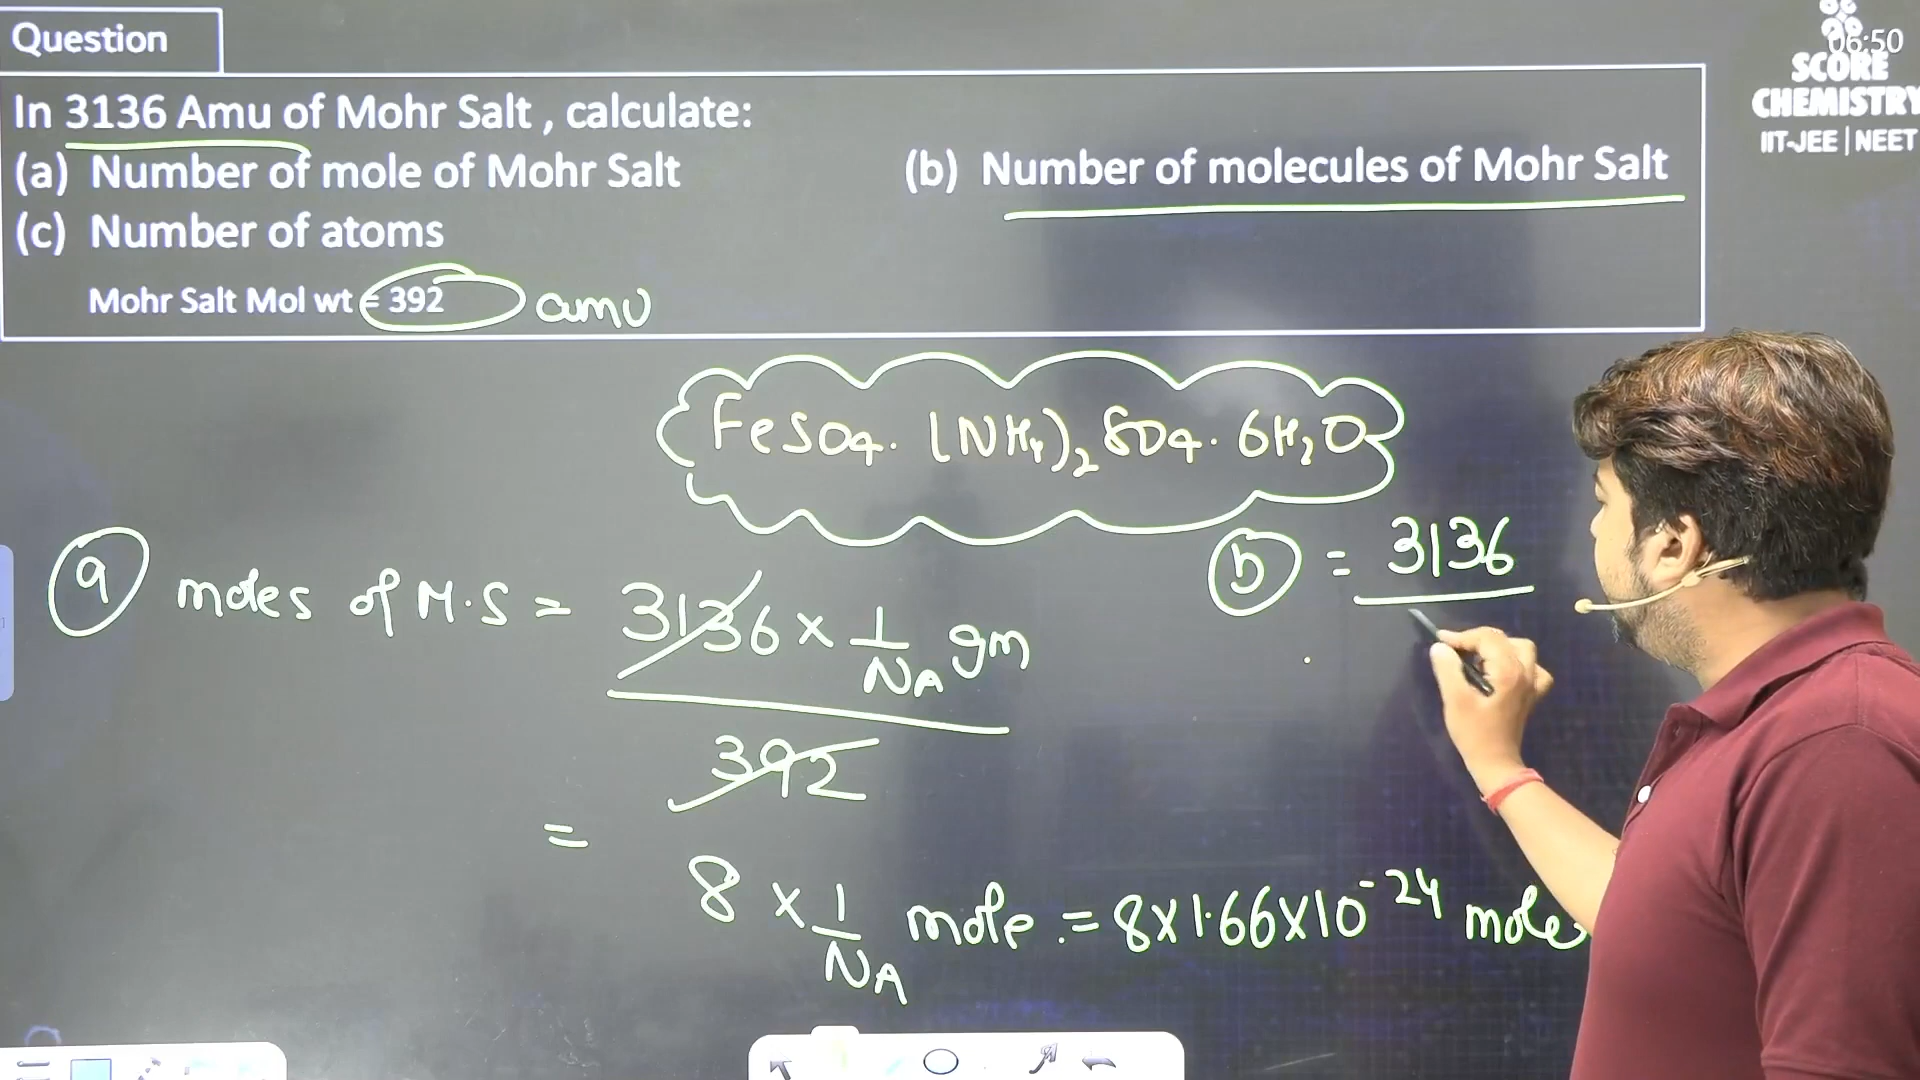 Question
06:50
SCORE
CHEMISTRY
IIT-JEE | NEET
In 3136 Amu of Mohr Salt , calculate:
(a) Number of mole of Mohr Salt
(b) Number of molecules of Mohr Salt
(c) Number of atoms
Mohr Salt Mol wt = 392 amu
FeSO4. (NH4)2 SO4. 6H2O
(a) moles of M.S = 3136 × 1/NA gm
392
(b) = 3136
= 8 × 1/NA mole. = 8×1.66×10^-24 mole